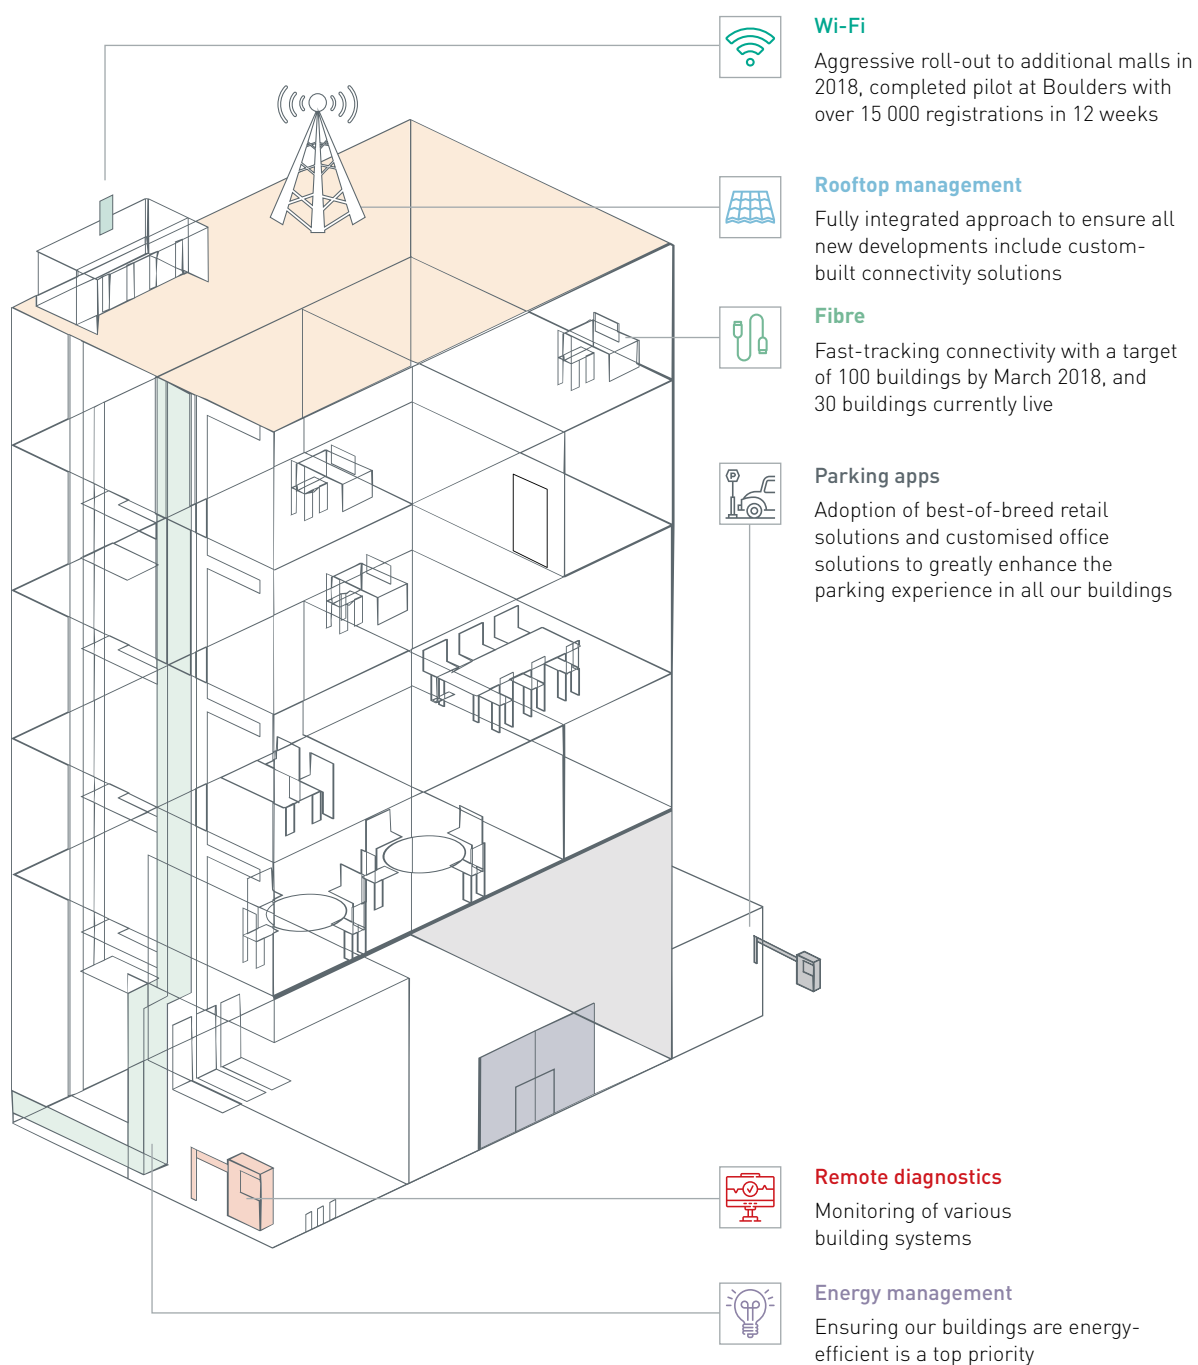 Wi-Fi
Aggressive roll-out to additional malls in
2018, completed pilot at Boulders with
over 15 000 registrations in 12 weeks
Rooftop management
Fully integrated approach to ensure all
new developments include custom-
built connectivity solutions
Fibre
Fast-tracking connectivity with a target
of 100 buildings by March 2018, and
30 buildings currently live
P
Parking apps
Adoption of best-of-breed retail
solutions and customised office
solutions to greatly enhance the
parking experience in all our buildings
Remote diagnostics
Monitoring of various
building systems
Energy management
Ensuring our buildings are energy-
efficient is a top priority